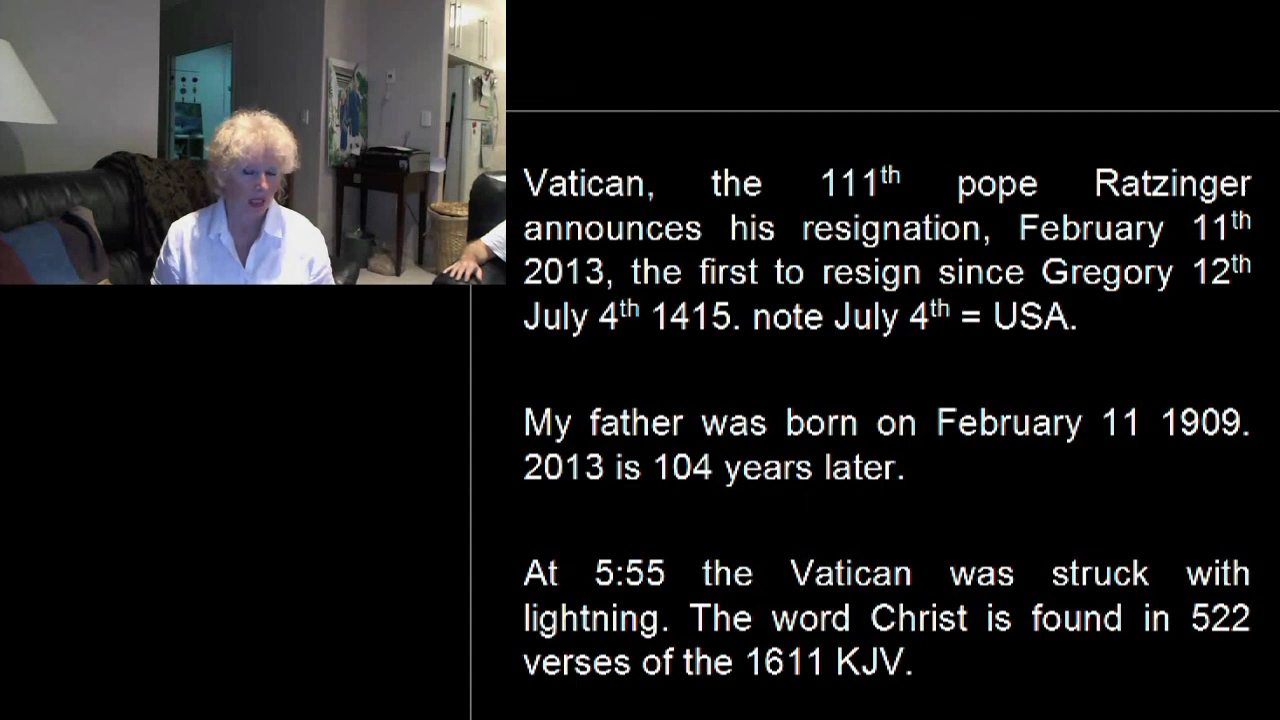 Vatican, the 111th pope Ratzinger
announces his resignation, February 11th
2013, the first to resign since Gregory 12th
July 4th 1415. note July 4th = USA.
My father was born on February 11 1909.
2013 is 104 years later.
At 5:55 the Vatican was struck with
lightning. The word Christ is found in 522
verses of the 1611 KJV.